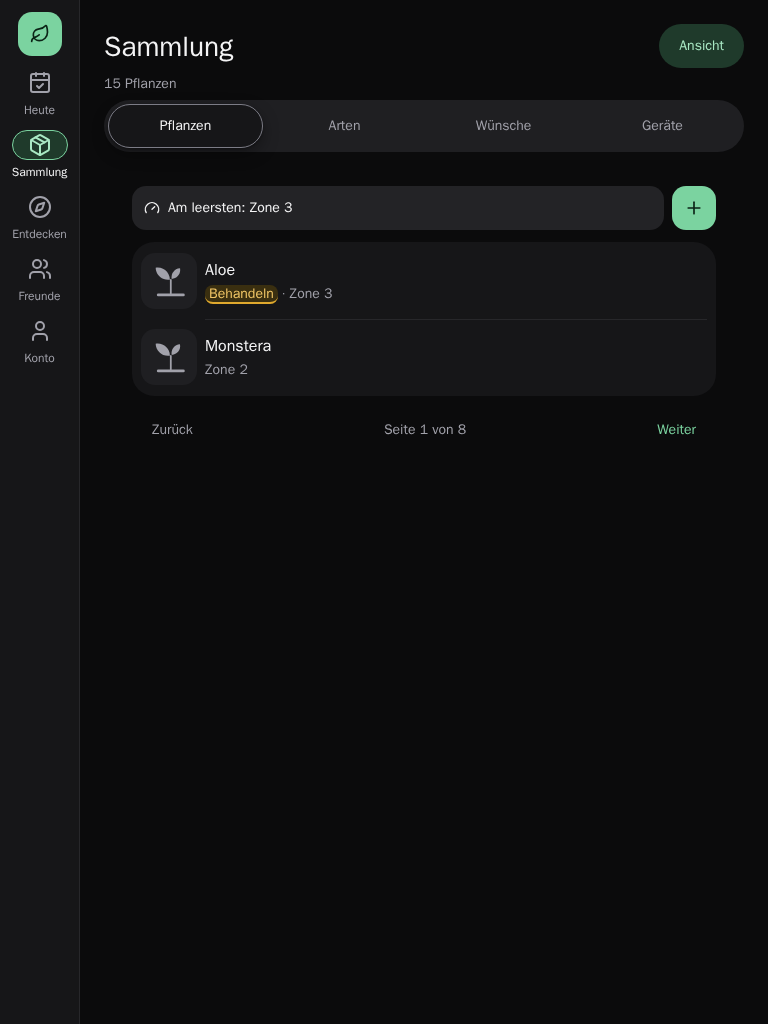 Heute
Sammlung
Entdecken
Freunde
Konto
Sammlung
Ansicht
15 Pflanzen
Pflanzen
Arten
Wünsche
Geräte
Am leersten: Zone 3
Aloe
Behandeln · Zone 3
Monstera
Zone 2
Zurück
Seite 1 von 8
Weiter